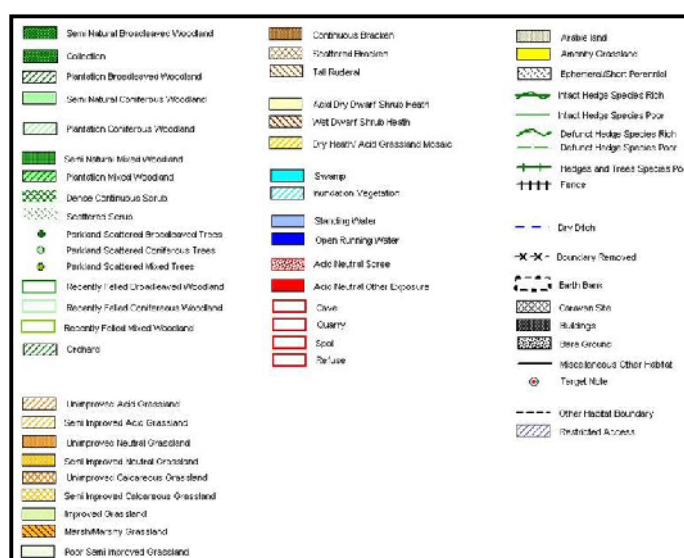 Semi Natural Broadleaved Woodland
Collection
Plantation Broadleaved Woodland
Semi Natural Coniferous Woodland
Plantation Coniferous Woodland
Semi Natural Mixed Woodland
Plantation Mixed Woodland
Dense Continuous Scrub
Scattered Scrub
Parkland Scattered Broadleaved Trees
Parkland Scattered Coniferous Trees
Parkland Scattered Mixed Trees
Recently Felled Broadleaved Woodland
Recently Felled Conifereous Woodland
Recently Felled Mixed Woodland
Orchard
Unimproved Acid Grassland
Semi Improved Acid Grassland
Unimproved Neutral Grassland
Semi Improved Neutral Grassland
Unimproved Calcareous Grassland
Semi Improved Calcareous Grassland
Improved Grassland
Marsh/Marshy Grassland
Poor Semi improved Grassland
Continuous Bracken
Scattered Bracken
Tall Ruderal
Acid Dry Dwarf Shrub Heath
Wet Dwarf Shrub Heath
Dry Heath/ Acid Grassland Mosaic
Swamp
Inundation Vegetation
Standing Water
Open Running Water
Acid Neutral Scree
Acid Neutral Other Exposure
Cave
Quarry
Spoil
Refuse
Arable land
Amenity Grassland
Ephemeral/Short Perennial
Intact Hedge Species Rich
Intact Hedge Species Poor
Defunct Hedge Species Rich
Defunct Hedge Species Poor
Hedges and Trees Species Po
Fence
Dry Ditch
Boundary Removed
Earth Bank
Caravan Site
Buildings
Bare Ground
Miscellaneous Other Habitat
Target Note
Other Habitat Boundary
Restricted Access